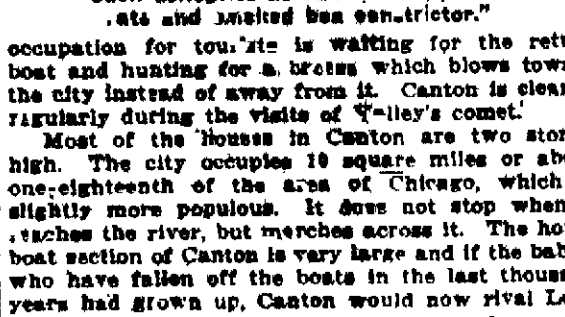 and boa constrictor."
occupation for tourists is waiting for the
boat and hunting for a breeze which blows
the city instead of away from it. Canton is
regularly during the visits of Halley's comet.
Most of the houses in Canton are two
high. The city occupies 10 square miles or
one-eighteenth of the area of Chicago, which
slightly more populous. It does not stop when
reaches the river, but marches across it. The
boat section of Canton is very large and if the
who have fallen off the boats in the last
years had grown up, Canton would now rival